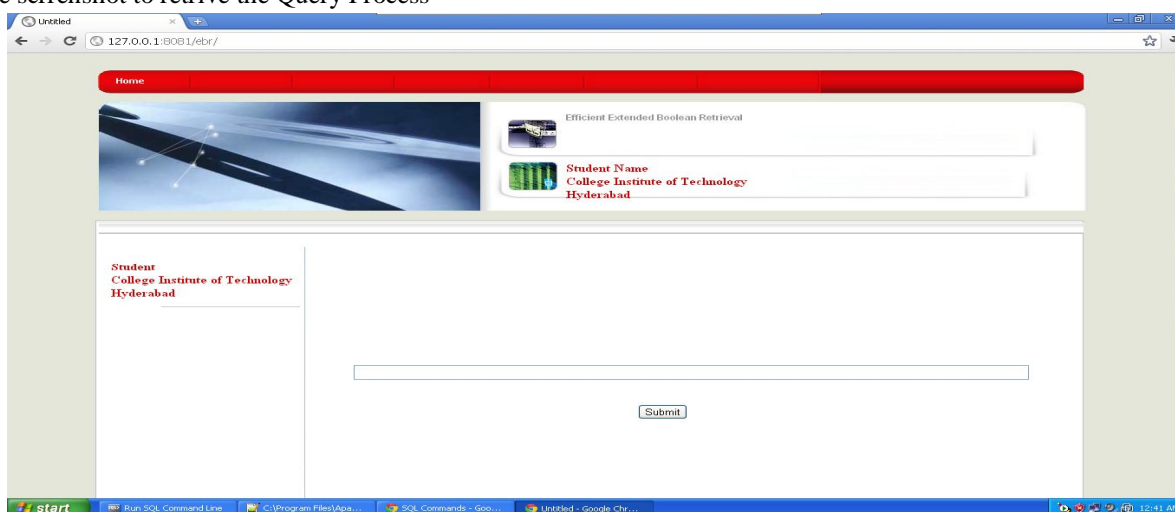 e serrenshot to retrive the Query Process
Untitled
127.0.0.1:8081/ebr/
Home
Efficient Extended Boolean Retrieval
Student Name
College Institute of Technology
Hyderabad
Student
College Institute of Technology
Hyderabad
Submit
start Run SQL Command Line C:\Program Files\Apa... SQL Commands - Goo... Untitled - Google Chr... 12:41 A